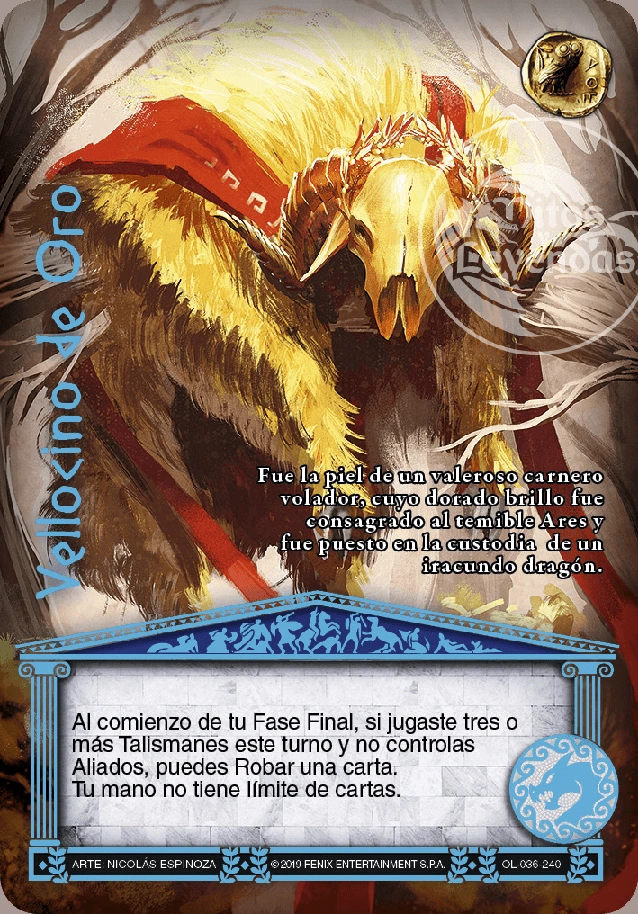 Mitos
y
Leyendas
Vellocino de Oro
Fue la piel de un valeroso carnero
volador, cuyo dorado brillo fue
consagrado al temible Ares y
fue puesto en la custodia de un
iracundo dragón.
Al comienzo de tu Fase Final, si jugaste tres o
más Talismanes este turno y no controlas
Aliados, puedes Robar una carta.
Tu mano no tiene límite de cartas.
ARTE: NICOLÁS ESPINOZA
©2019 FENIX ENTERTAINMENT S.P.A.
OL 036-240